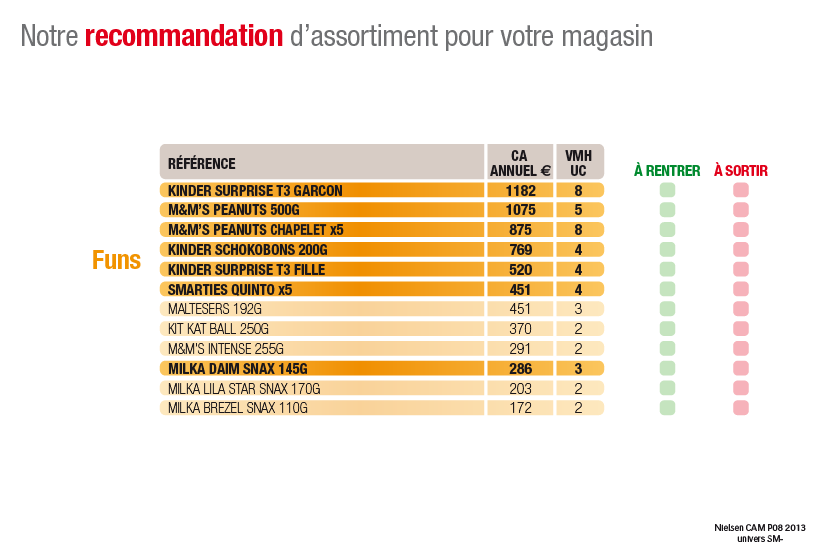 Notre recommandation d'assortiment pour votre magasin
RÉFÉRENCE
CA
ANNUEL €
VMH
UC
À RENTRER
À SORTIR
Funs
KINDER SURPRISE T3 GARCON 1182 8
M&M'S PEANUTS 500G 1075 5
M&M'S PEANUTS CHAPELET x5 875 8
KINDER SCHOKOBONS 200G 769 4
KINDER SURPRISE T3 FILLE 520 4
SMARTIES QUINTO x5 451 4
MALTESERS 192G 451 3
KIT KAT BALL 250G 370 2
M&M'S INTENSE 255G 291 2
MILKA DAIM SNAX 145G 286 3
MILKA LILA STAR SNAX 170G 203 2
MILKA BREZEL SNAX 110G 172 2
Nielsen CAM P08 2013
univers SM-